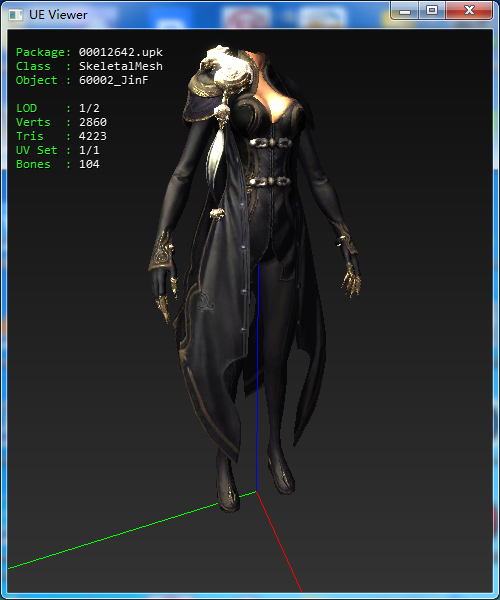 UE Viewer
Package: 00012642.upk
Class : SkeletalMesh
Object : 60002_JinF
LOD : 1/2
Verts : 2860
Tris : 4223
UV Set : 1/1
Bones : 104